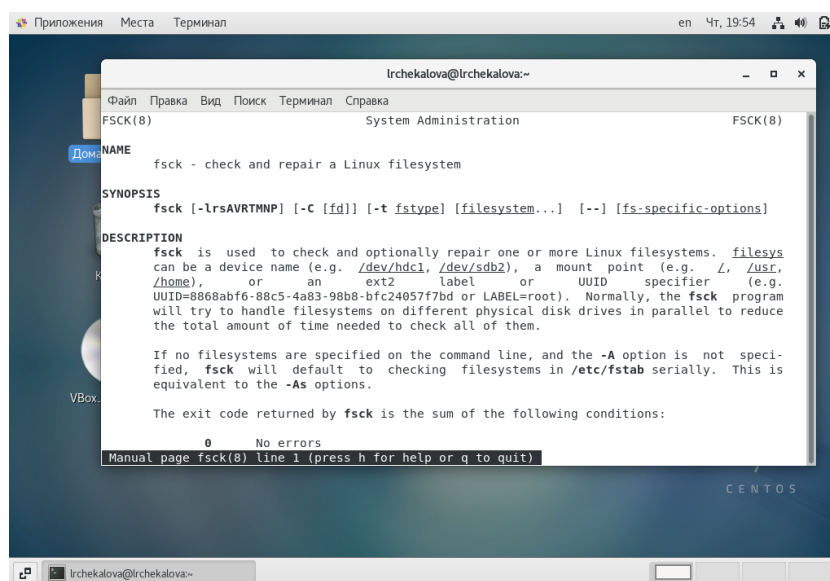 Приложения Места Терминал en Чт, 19:54
lrchekalova@lrchekalova:~
Файл Правка Вид Поиск Терминал Справка
FSCK(8) System Administration FSCK(8)
NAME
fsck - check and repair a Linux filesystem
SYNOPSIS
fsck [-lrsAVRTMNP] [-C [fd]] [-t fstype] [filesystem...] [--] [fs-specific-options]
DESCRIPTION
fsck is used to check and optionally repair one or more Linux filesystems. filesys
can be a device name (e.g. /dev/hdc1, /dev/sdb2), a mount point (e.g. /, /usr,
/home), or an ext2 label or UUID specifier (e.g.
UUID=8868abf6-88c5-4a83-98b8-bfc24057f7bd or LABEL=root). Normally, the fsck program
will try to handle filesystems on different physical disk drives in parallel to reduce
the total amount of time needed to check all of them.
If no filesystems are specified on the command line, and the -A option is not speci-
fied, fsck will default to checking filesystems in /etc/fstab serially. This is
equivalent to the -As options.
The exit code returned by fsck is the sum of the following conditions:
0 No errors
Manual page fsck(8) line 1 (press h for help or q to quit)
Дома
К
VBox_
CENTOS
lrchekalova@lrchekalova:~